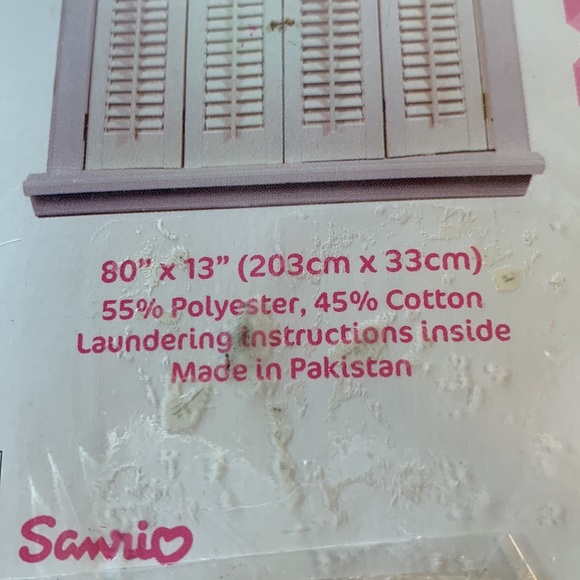 80” x 13” (203cm x 33cm)
55% Polyester, 45% Cotton
Laundering instructions inside
Made in Pakistan
Sanrio